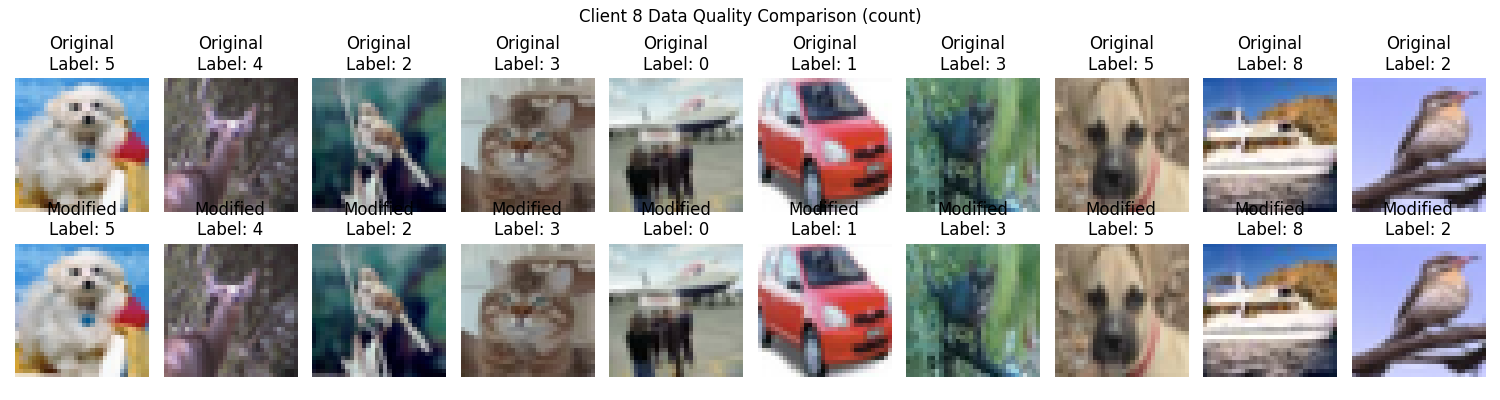 Client 8 Data Quality Comparison (count)
Original Original Original Original Original Original Original Original Original Original
Label: 5 Label: 4 Label: 2 Label: 3 Label: 0 Label: 1 Label: 3 Label: 5 Label: 8 Label: 2
Modified Modified Modified Modified Modified Modified Modified Modified Modified Modified
Label: 5 Label: 4 Label: 2 Label: 3 Label: 0 Label: 1 Label: 3 Label: 5 Label: 8 Label: 2